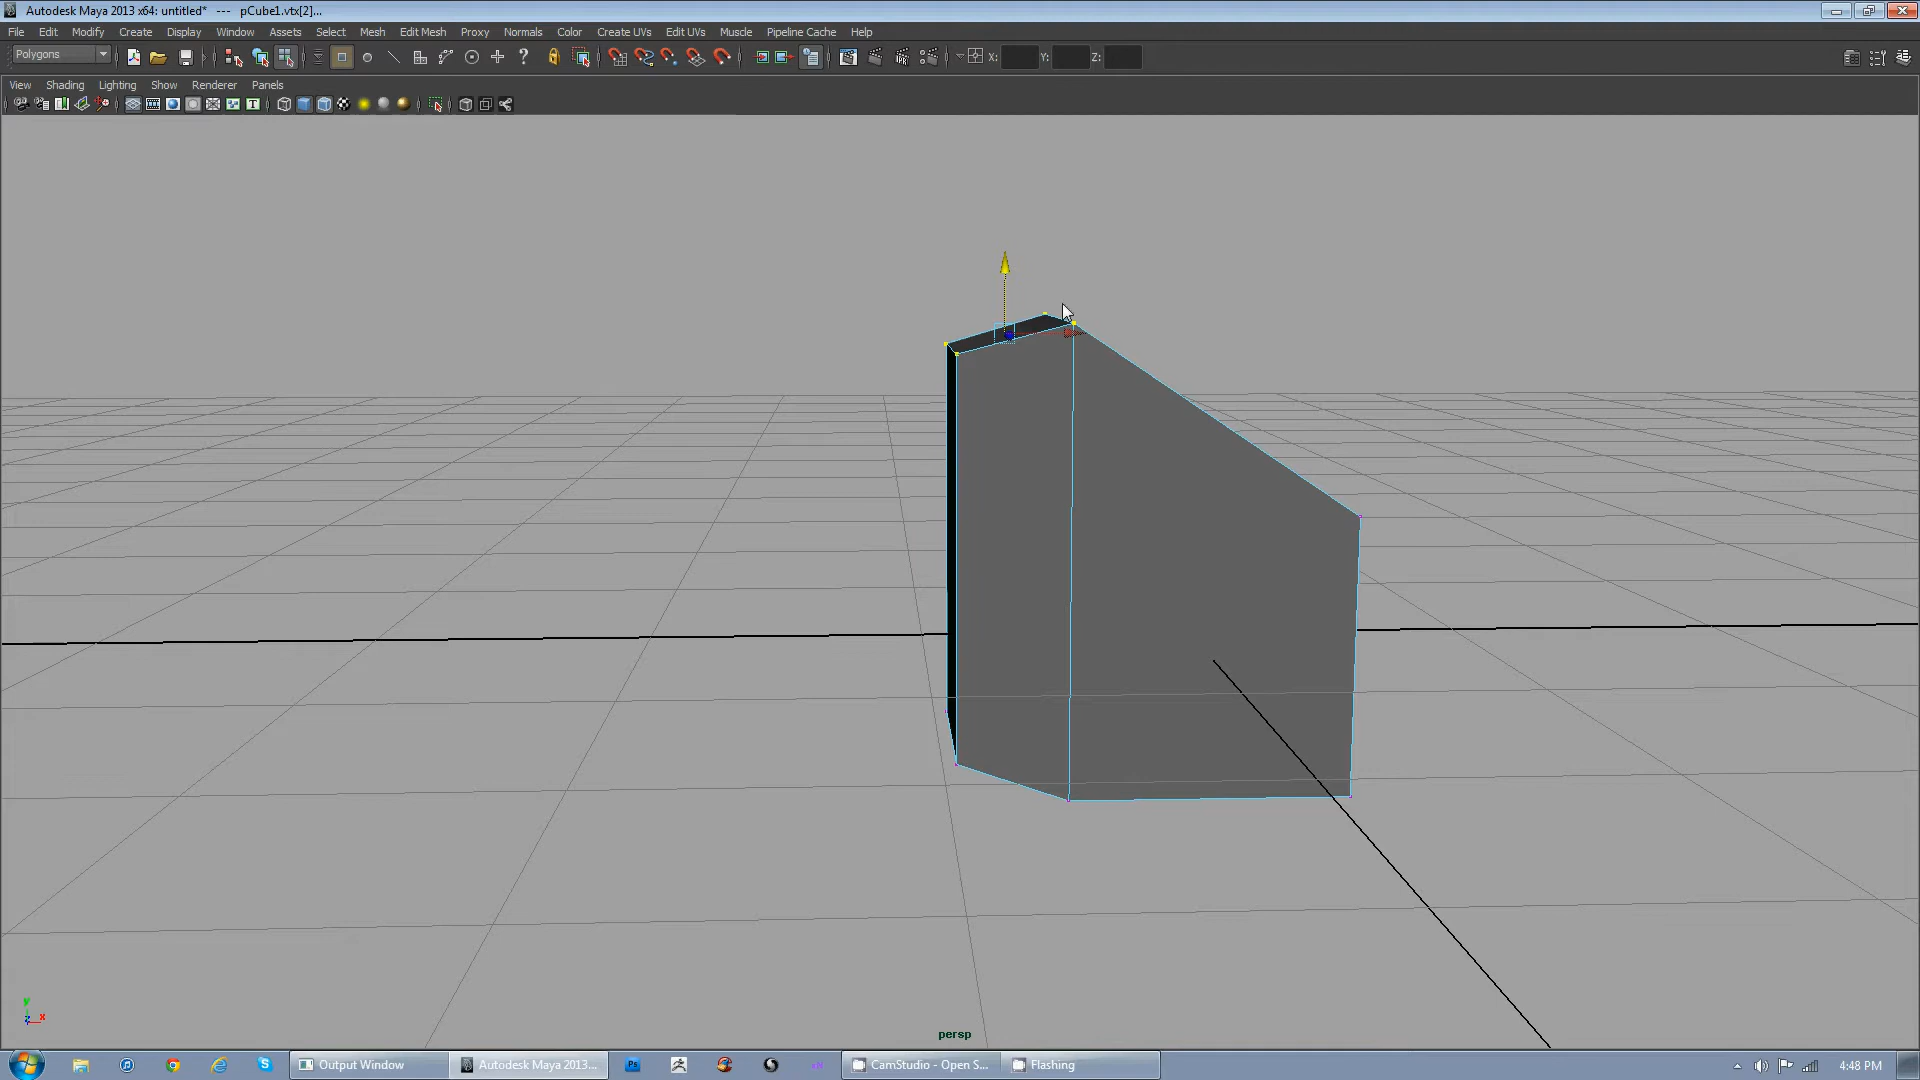 Autodesk Maya 2013 x64: untitled* --- pCube1.vtx[2]...
File Edit Modify Create Display Window Assets Select Mesh Edit Mesh Proxy Normals Color Create UVs Edit UVs Muscle Pipeline Cache Help
Polygons ? X: Y: Z:
View Shading Lighting Show Renderer Panels
T
y
z x
persp
Output Window Autodesk Maya 2013... Ps CamStudio - Open S... Flashing 4:48 PM